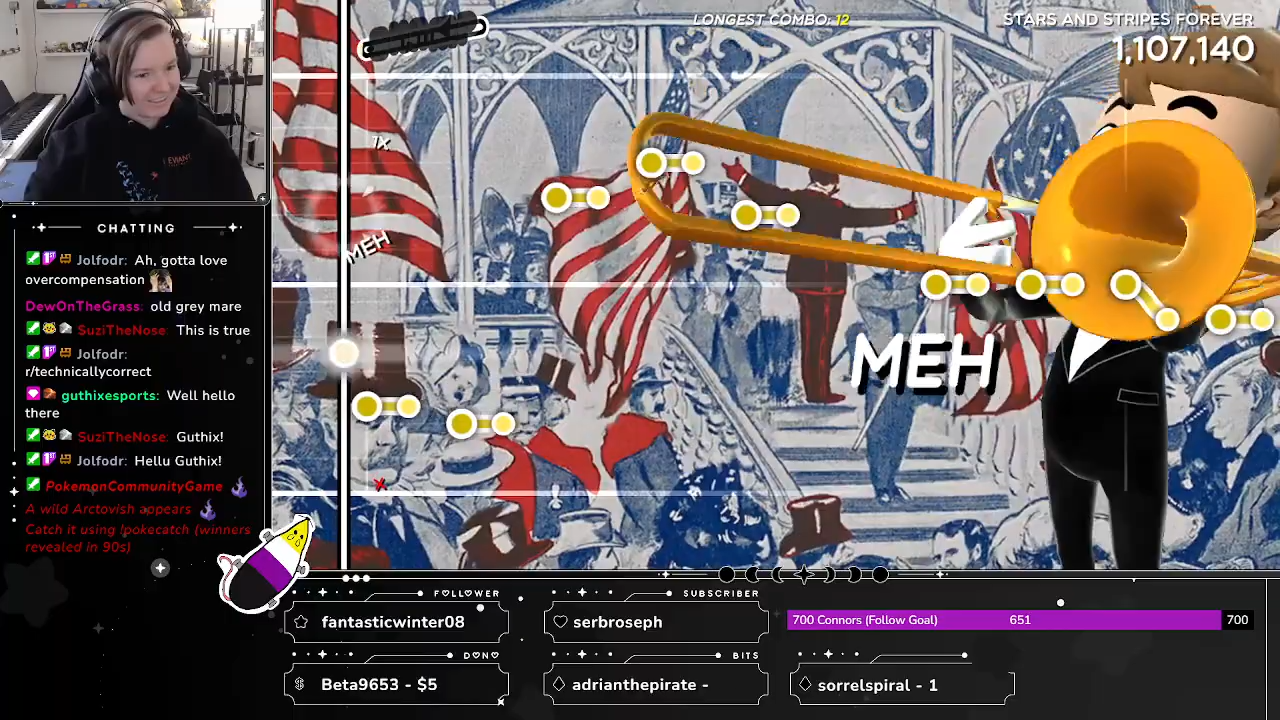 LONGEST COMBO: 12
STARS AND STRIPES FOREVER
1,107,140
1X
MEH
MEH
x
CHATTING
Jolfodr: Ah, gotta love
overcompensation
DewOnTheGrass: old grey mare
SuziTheNose: This is true
Jolfodr:
r/technicallycorrect
guthixesports: Well hello
there
SuziTheNose: Guthix!
Jolfodr: Hellu Guthix!
PokemonCommunityGame
A wild Arctovish appears
Catch it using !pokecatch (winners
revealed in 90s)
FOLLOWER
fantasticwinter08
SUBSCRIBER
serbroseph
700 Connors (Follow Goal) 651 700
DONO
Beta9653 - $5
BITS
adrianthepirate -
sorrelspiral - 1